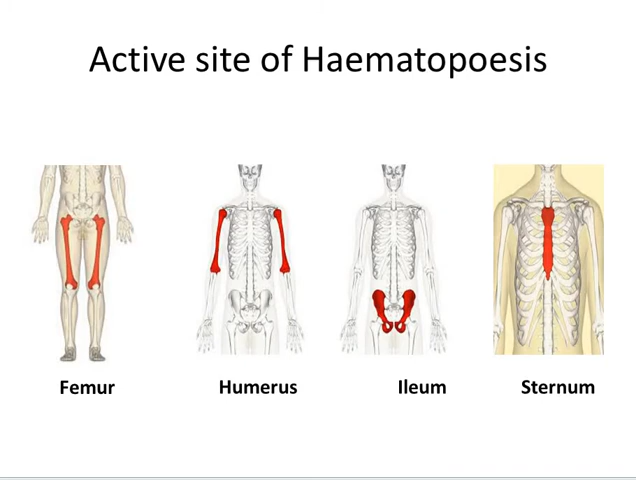 Active site of Haematopoesis
Femur
Humerus
Ileum
Sternum